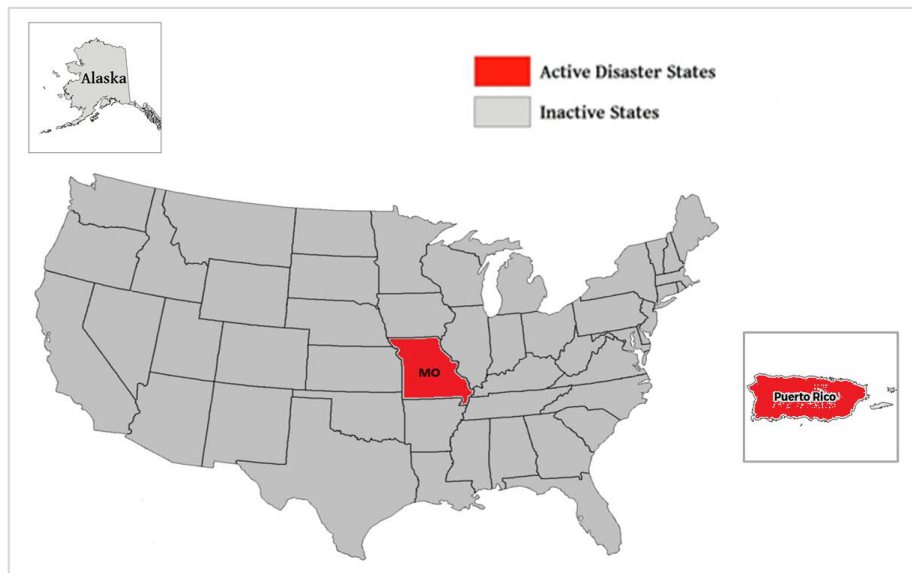 Alaska
Active Disaster States
Inactive States
MO
Puerto Rico